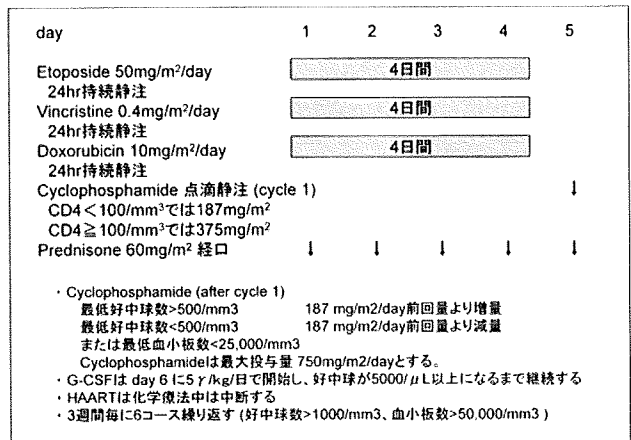 day 1 2 3 4 5
Etoposide 50mg/m²/day 4日間
24hr持続静注
Vincristine 0.4mg/m²/day 4日間
24hr持続静注
Doxorubicin 10mg/m²/day 4日間
24hr持続静注
Cyclophosphamide 点滴静注 (cycle 1) ↓
CD4＜100/mm³では187mg/m²
CD4≧100/mm³では375mg/m²
Prednisone 60mg/m² 経口 ↓ ↓ ↓ ↓ ↓
・Cyclophosphamide (after cycle 1)
最低好中球数>500/mm3 187 mg/m2/day前回量より増量
最低好中球数<500/mm3 187 mg/m2/day前回量より減量
または最低血小板数<25,000/mm3
Cyclophosphamideは最大投与量 750mg/m2/dayとする。
・G-CSFは day 6 に5γ/kg/日で開始し、好中球が5000/μL以上になるまで継続する
・HAARTは化学療法中は中断する
・3週間毎に6コース繰り返す (好中球数>1000/mm3、血小板数>50,000/mm3 )